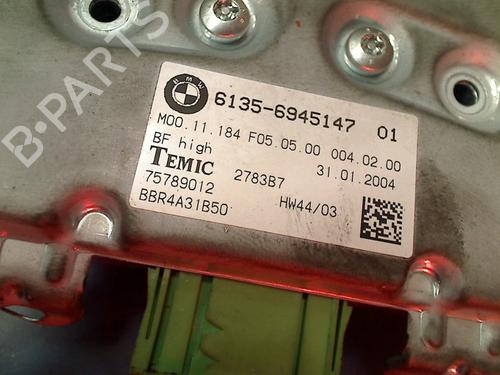 B-PARTS
BMW
6135-6945147 01
M00.11.184 F05.05.00 004.02.00
BF high 31.01.2004
TEMIC 2783B7
75789012
BBR4A31B50 HW44/03